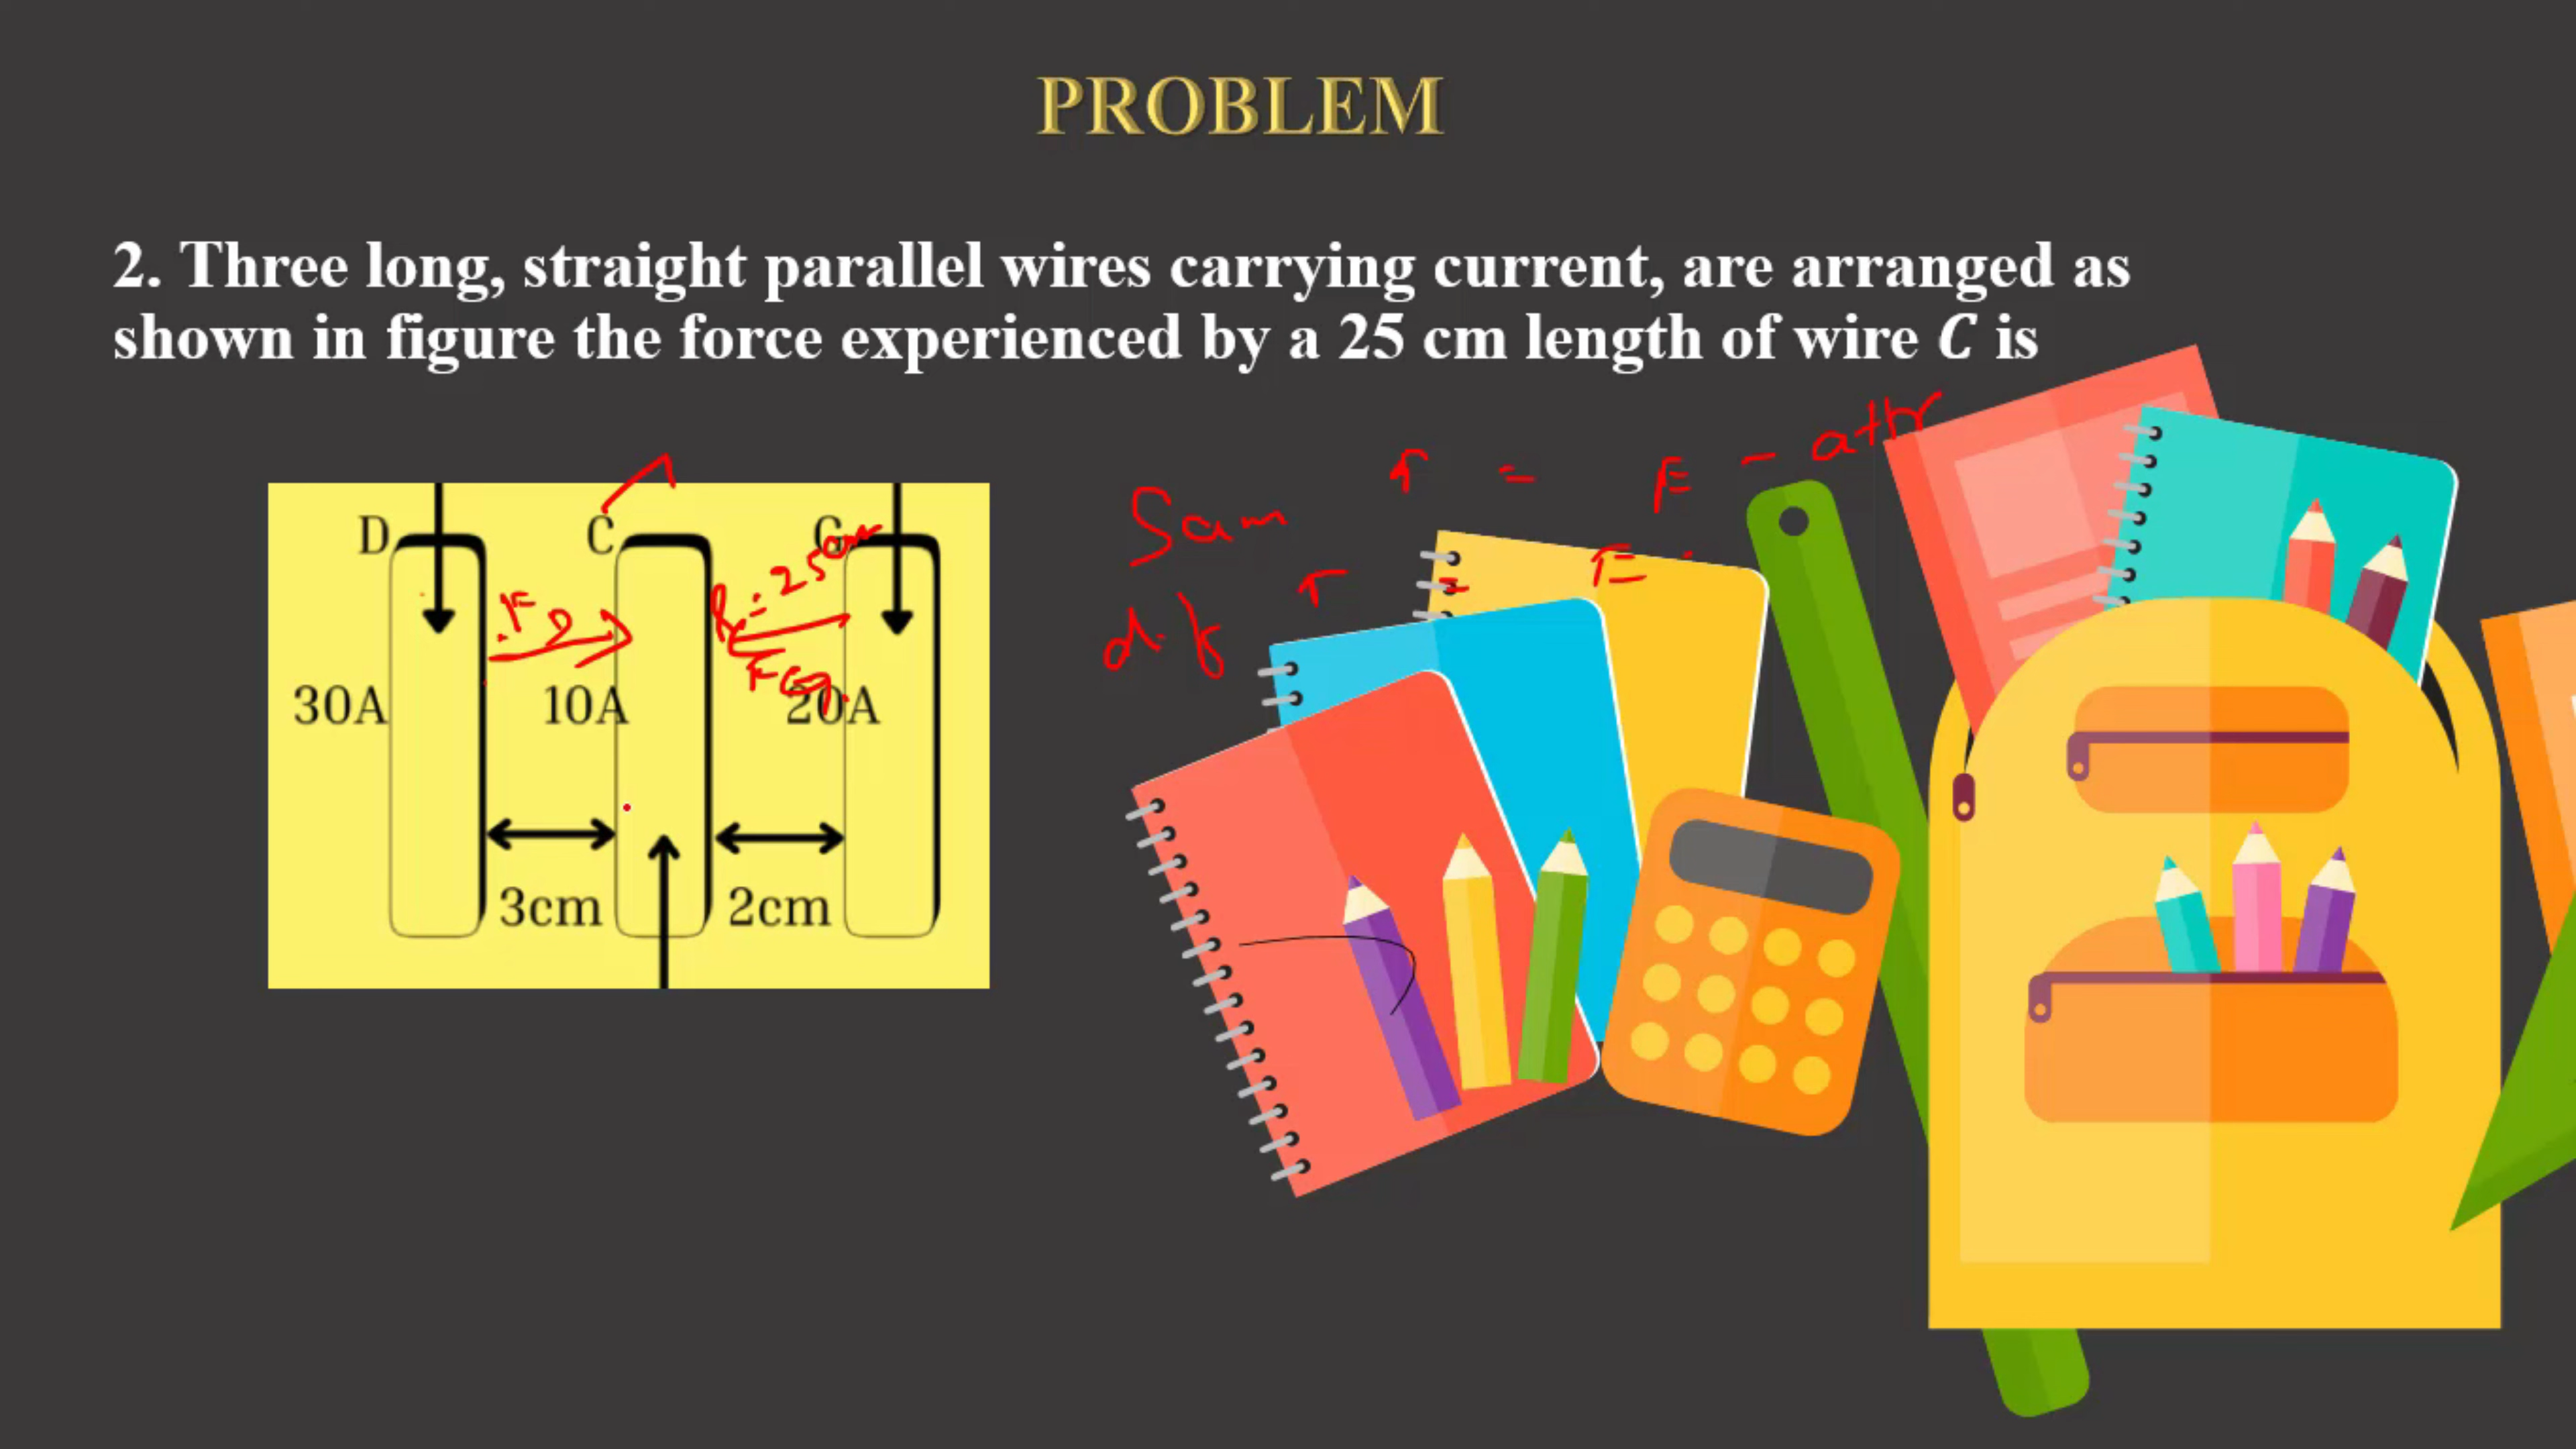 PROBLEM
2. Three long, straight parallel wires carrying current, are arranged as
shown in figure the force experienced by a 25 cm length of wire C is
D
C
G
30A
10A
20A
3cm
2cm
Sam
= F -
dif
= F
F D